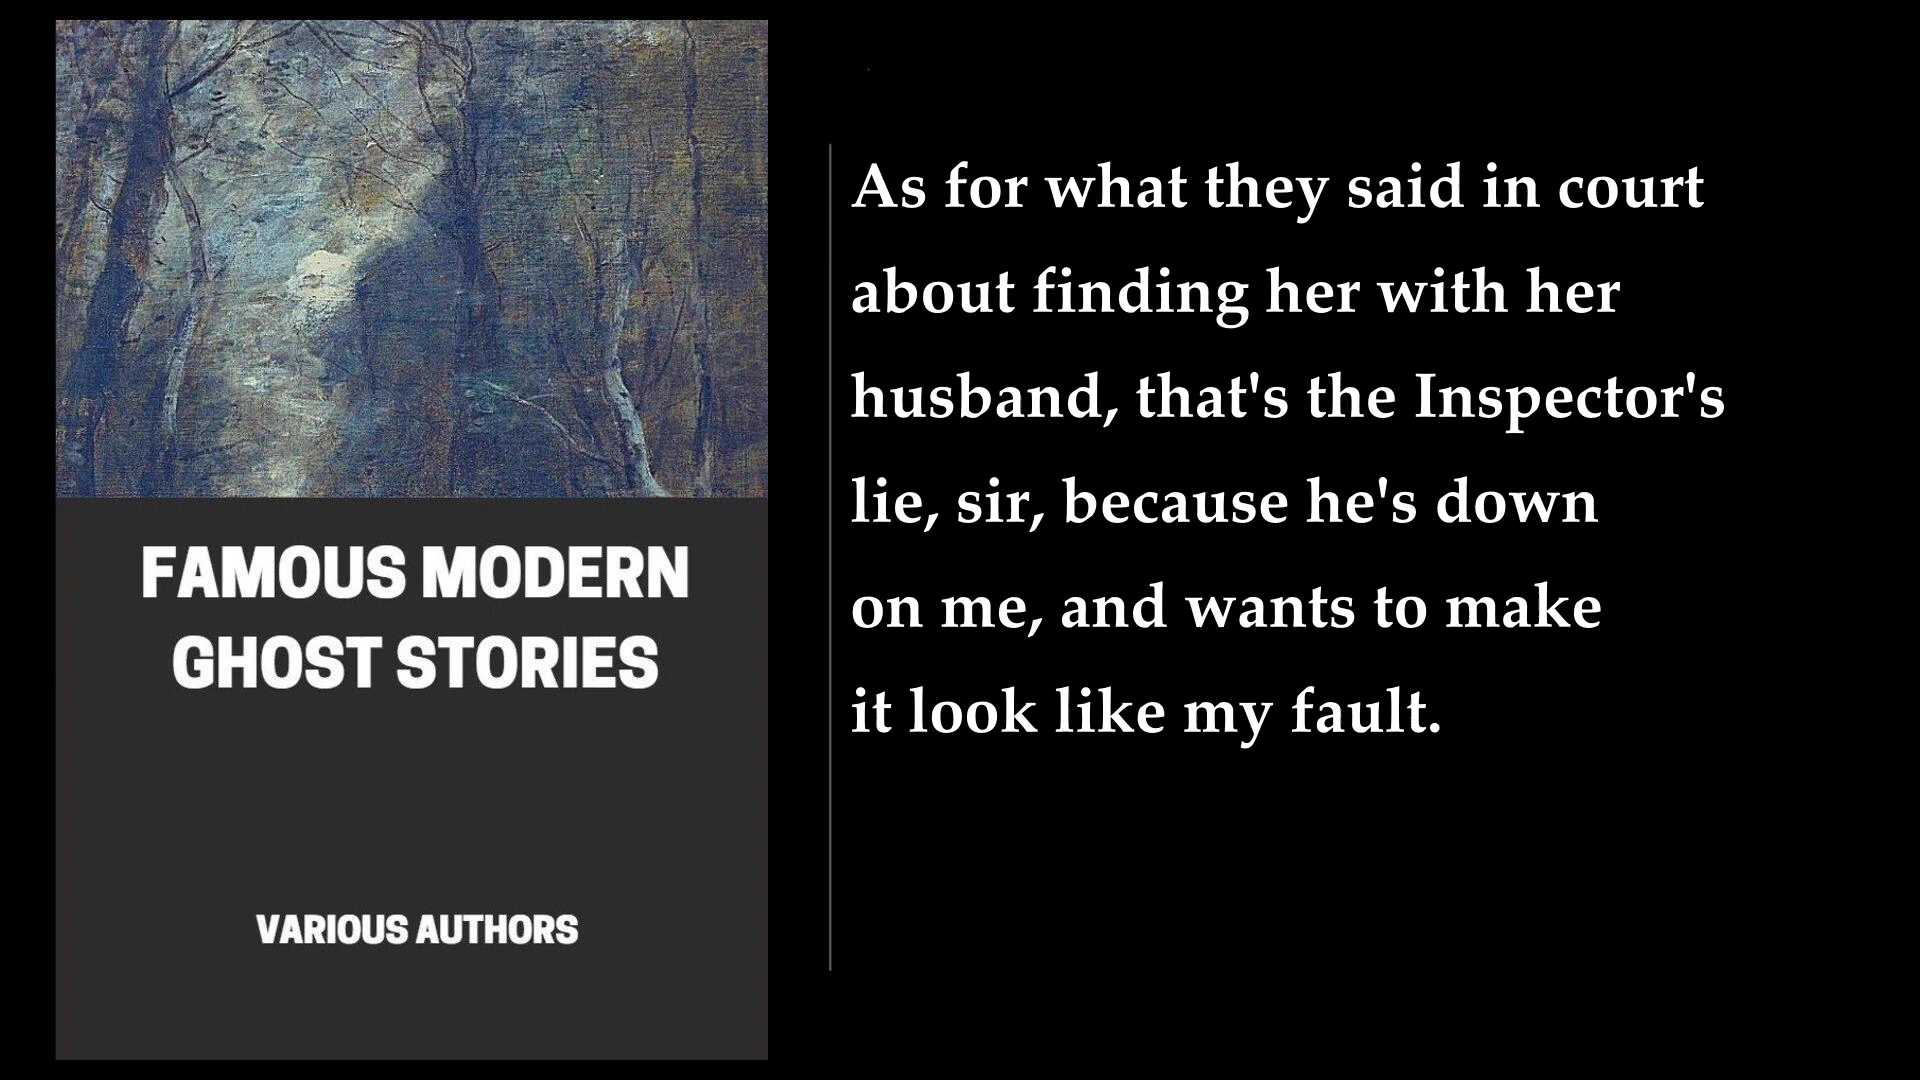 FAMOUS MODERN
GHOST STORIES
VARIOUS AUTHORS
As for what they said in court
about finding her with her
husband, that's the Inspector's
lie, sir, because he's down
on me, and wants to make
it look like my fault.